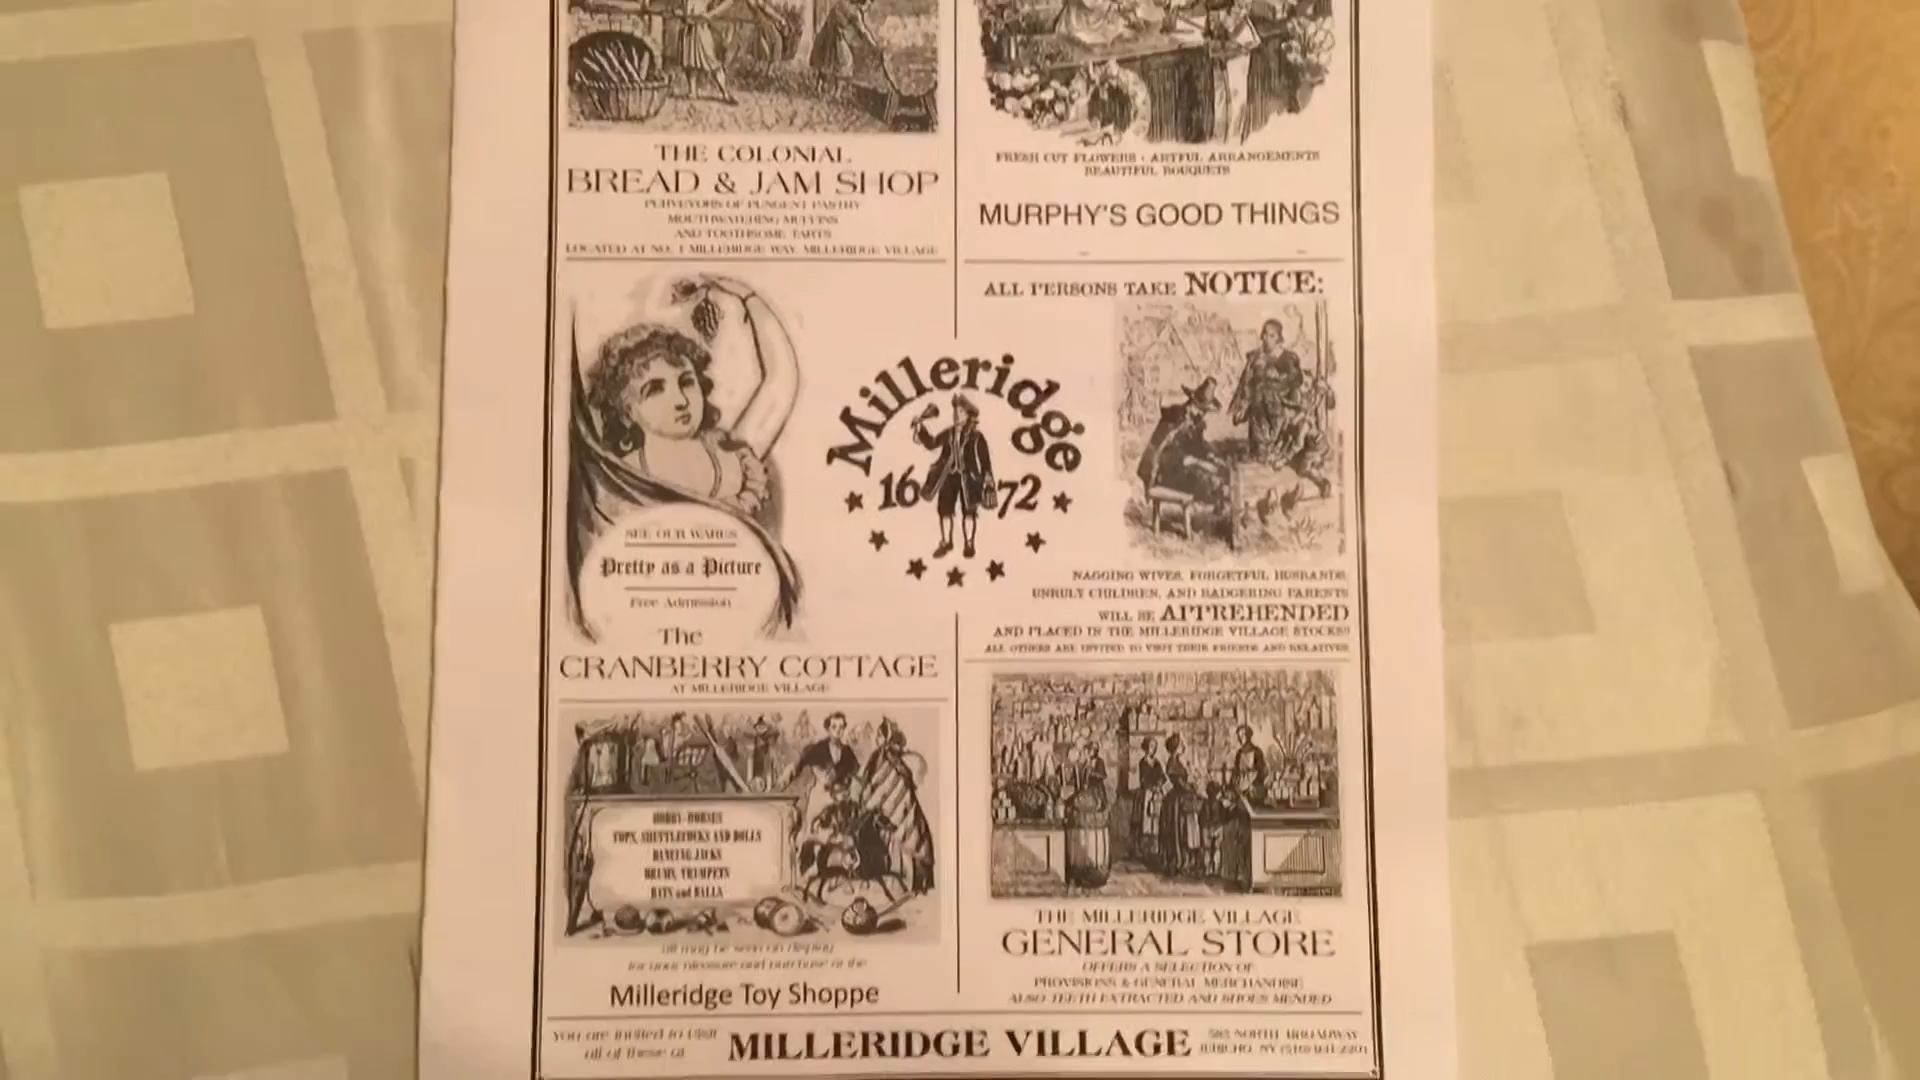 THE COLONIAL
BREAD & JAM SHOP
PURVEYORS OF PUNGENT PASTRY
MOUTHWATERING MUFFINS
AND TOOTHSOME TARTS
LOCATED AT NO. 1 MILLERIDGE WAY, MILLERIDGE VILLAGE
FRESH CUT FLOWERS · ARTFUL ARRANGEMENTS
BEAUTIFUL BOUQUETS
MURPHY'S GOOD THINGS
SEE OUR WARES
Pretty as a Picture
Free Admission
The
CRANBERRY COTTAGE
AT MILLERIDGE VILLAGE
Milleridge
1672
ALL PERSONS TAKE NOTICE:
NAGGING WIVES, FORGETFUL HUSBANDS,
UNRULY CHILDREN, AND BADGERING PARENTS
WILL BE APPREHENDED
AND PLACED IN THE MILLERIDGE VILLAGE STOCKS!!
ALL OTHERS ARE INVITED TO VISIT THEIR FRIENDS AND RELATIVES
HOBBY-HORSES
TOPS, SHUTTLECOCKS AND DOLLS
DANCING JACKS
DRUMS, TRUMPETS
BATS and BALLS
all may be seen on display
for your pleasure and purchase at the
Milleridge Toy Shoppe
THE MILLERIDGE VILLAGE
GENERAL STORE
OFFERS A SELECTION OF
PROVISIONS & GENERAL MERCHANDISE
ALSO TEETH EXTRACTED AND SHOES MENDED
you are invited to visit
all of these at
MILLERIDGE VILLAGE
585 NORTH BROADWAY
JERICHO, NY (516) 931-2201